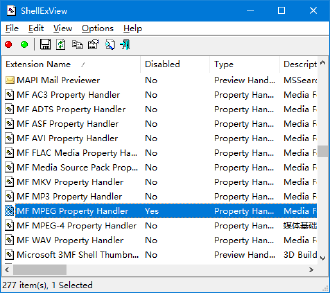 ShellExView
File Edit View Options Help
Extension Name Disabled Type Descript
MAPI Mail Previewer No Preview Hand... MSSearc
MF AC3 Property Handler No Property Han... Media F
MF ADTS Property Handler No Property Han... Media F
MF ASF Property Handler No Property Han... Media F
MF AVI Property Handler No Property Han... Media F
MF FLAC Media Property Ha... No Property Han... Media F
MF Media Source Pack Prop... No Property Han... Media F
MF MKV Property Handler No Property Han... Media F
MF MP3 Property Handler No Property Han... Media F
MF MPEG Property Handler Yes Property Han... Media F
MF MPEG-4 Property Handler No Property Han... 媒体基础
MF WAV Property Handler No Property Han... Media F
Microsoft 3MF Shell Thumbn... No Preview Hand... 3D Build
277 item(s), 1 Selected